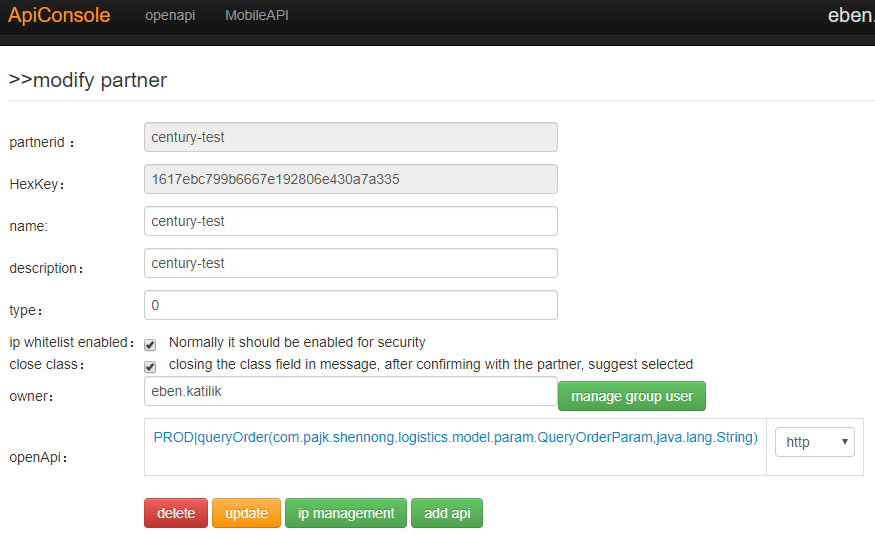 ApiConsole openapi MobileAPI eben.
>>modify partner
partnerid： century-test
HexKey： 1617ebc799b6667e192806e430a7a335
name: century-test
description： century-test
type： 0
ip whitelist enabled： Normally it should be enabled for security
close class： closing the class field in message, after confirming with the partner, suggest selected
owner： eben.katilik manage group user
openApi： PROD|queryOrder(com.pajk.shennong.logistics.model.param.QueryOrderParam,java.lang.String) http
delete update ip management add api